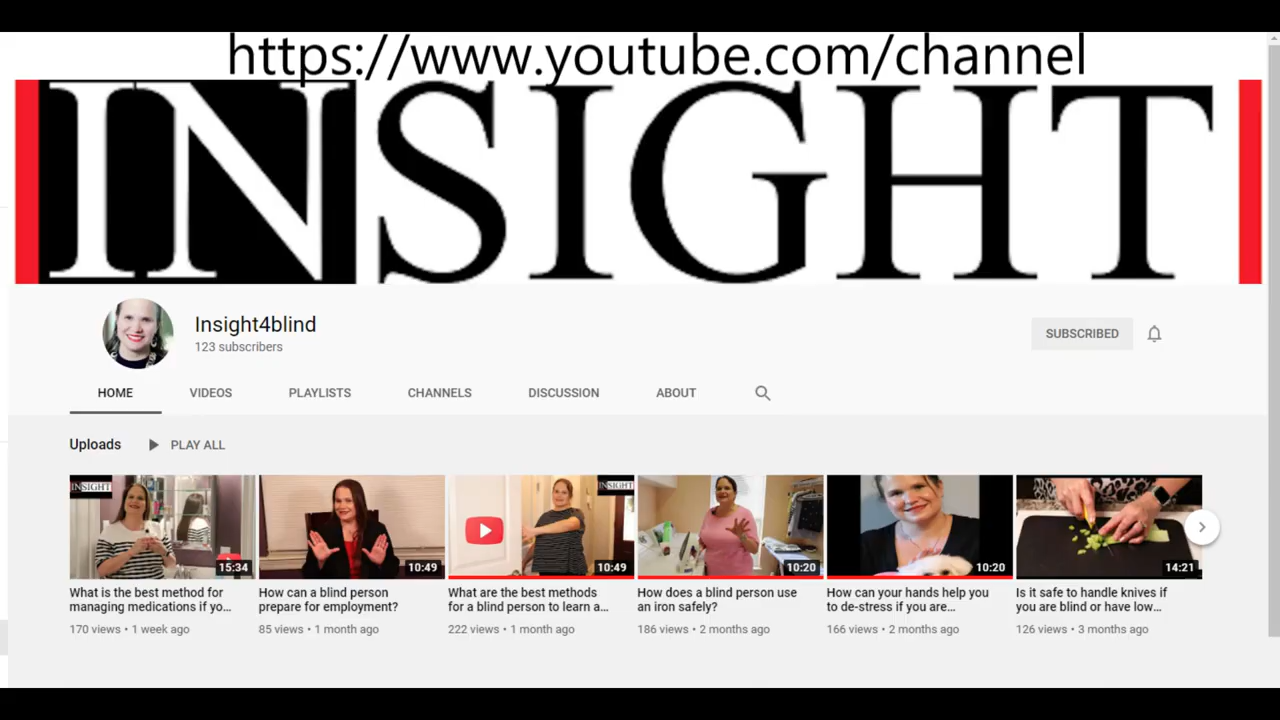 https://www.youtube.com/channel
INSIGHT
Insight4blind
123 subscribers
SUBSCRIBED
HOME VIDEOS PLAYLISTS CHANNELS DISCUSSION ABOUT
Uploads PLAY ALL
INSIGHT INSIGHT
15:34 10:49 10:49 10:20 10:20 14:21
What is the best method for
managing medications if yo...
170 views • 1 week ago
How can a blind person
prepare for employment?
85 views • 1 month ago
What are the best methods
for a blind person to learn a...
222 views • 1 month ago
How does a blind person use
an iron safely?
186 views • 2 months ago
How can your hands help you
to de-stress if you are...
166 views • 2 months ago
Is it safe to handle knives if
you are blind or have low...
126 views • 3 months ago